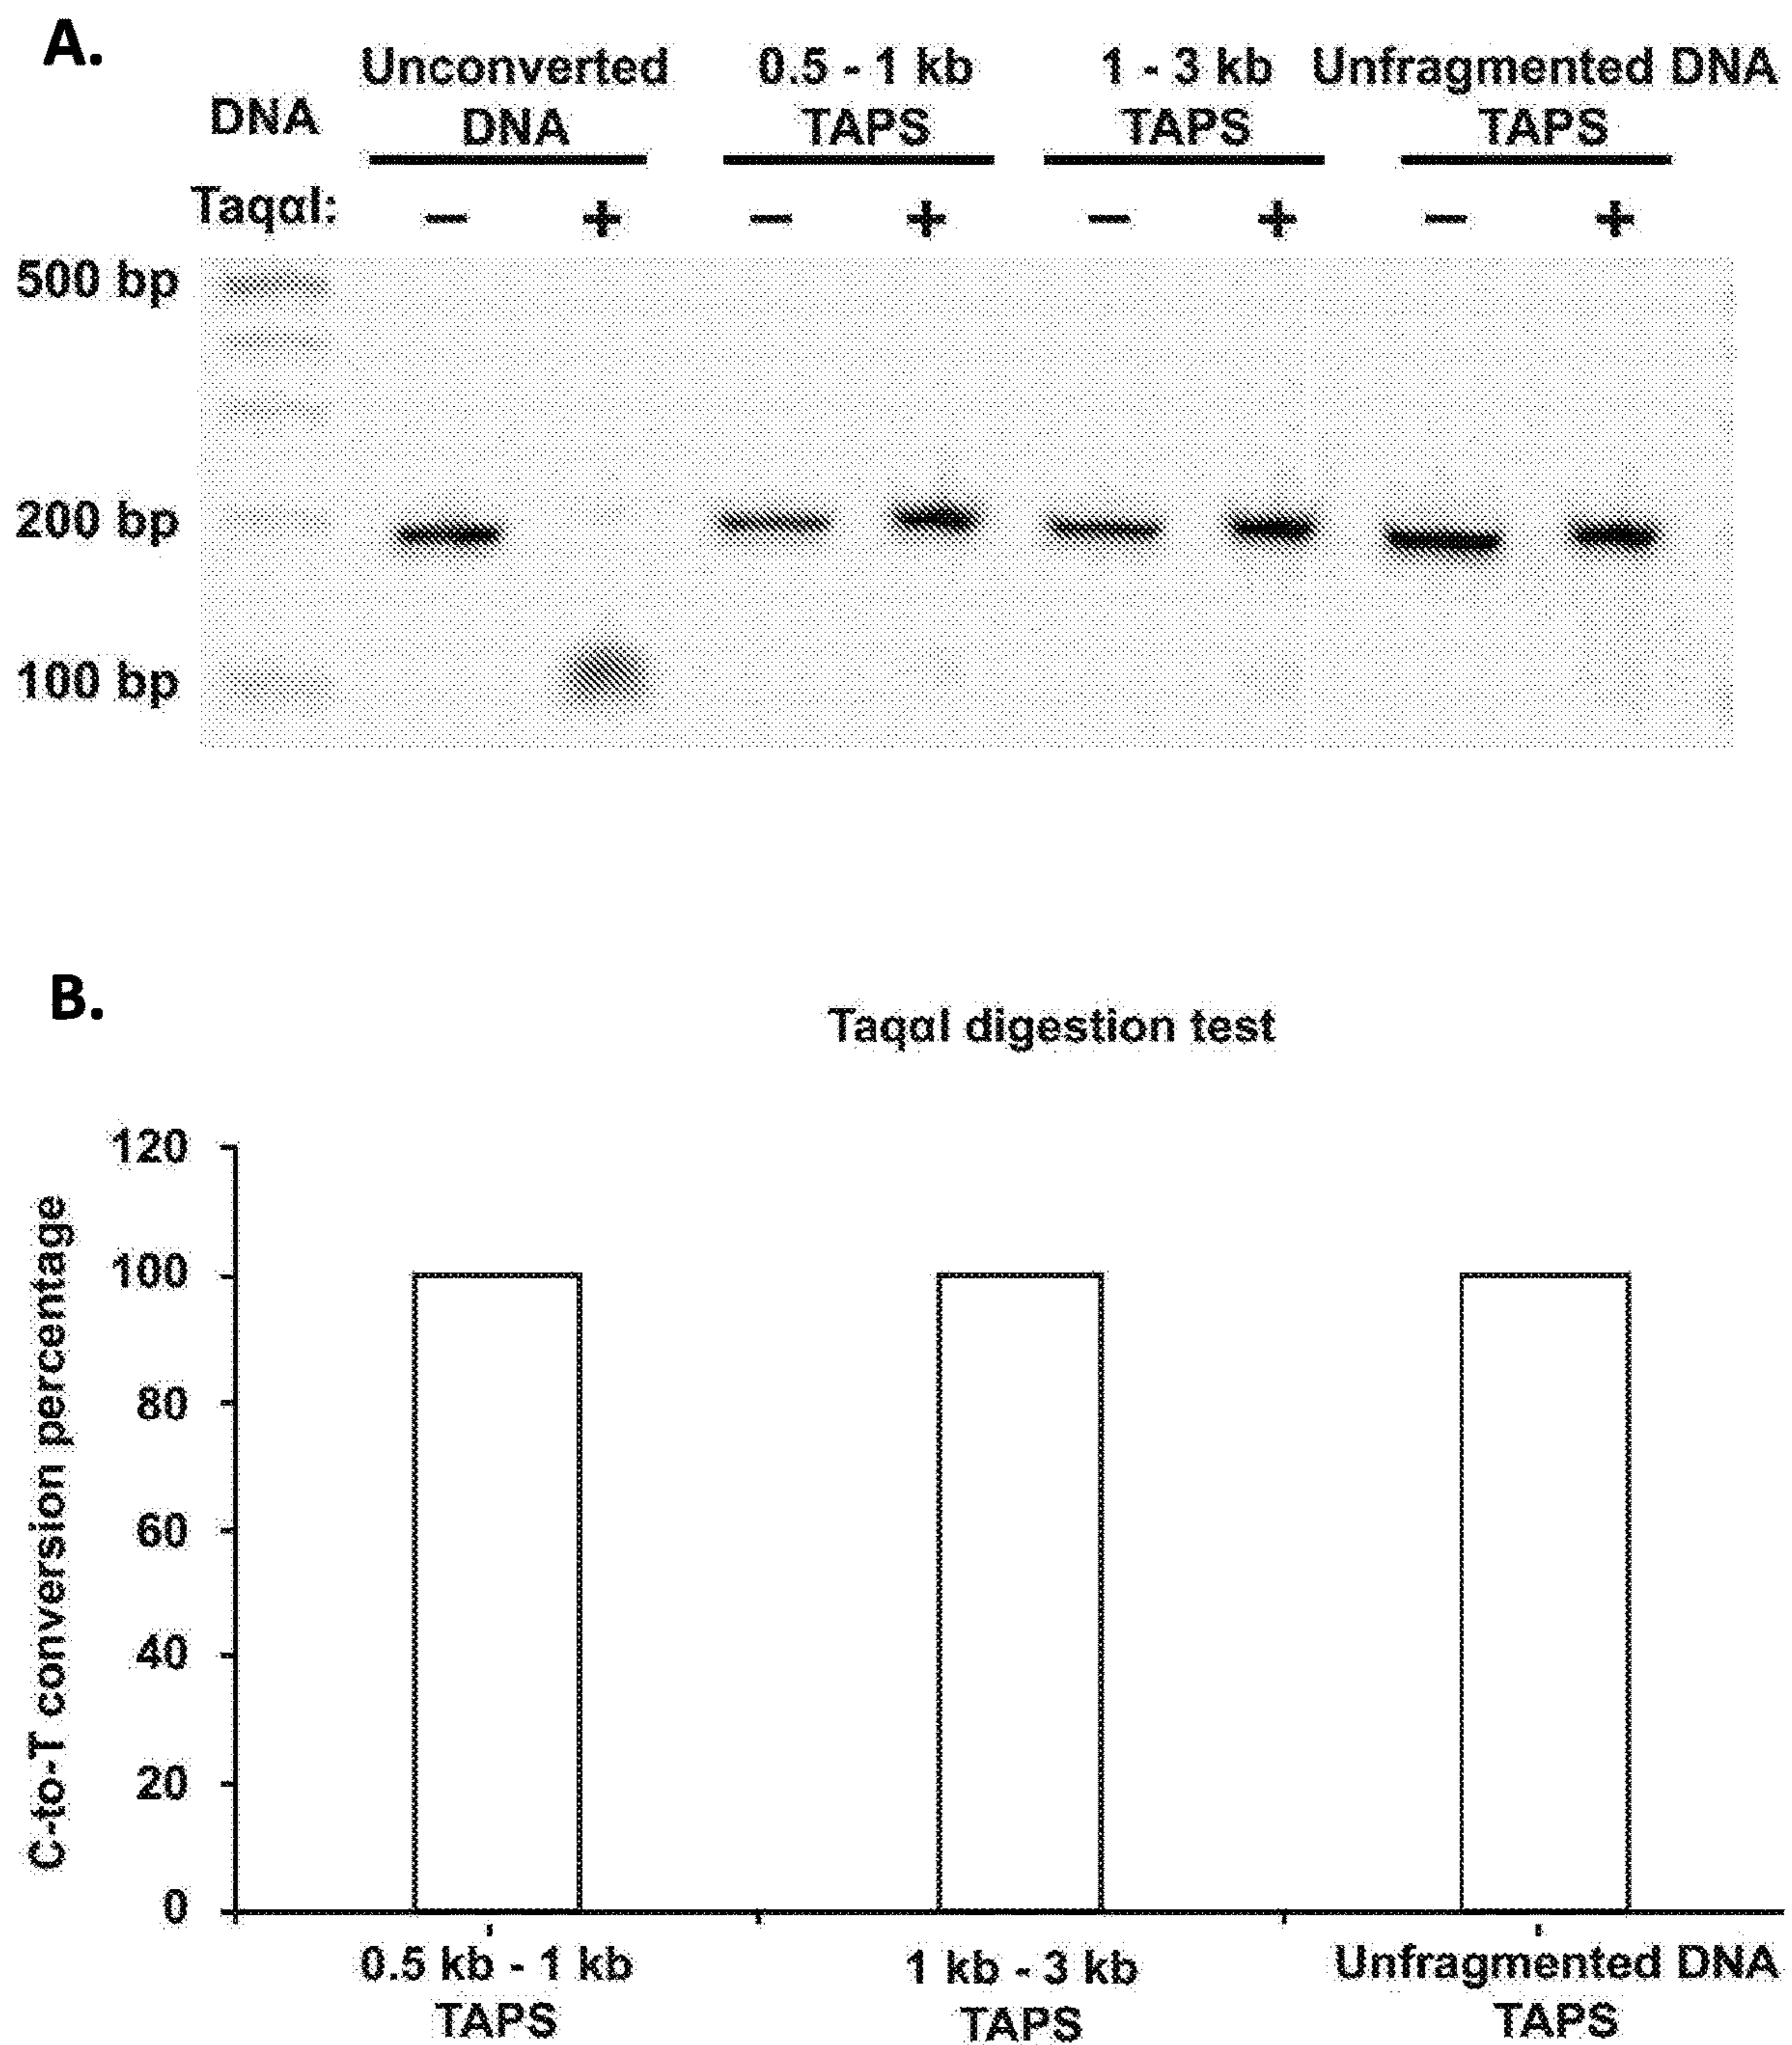 A.
Unconverted 0.5 - 1 kb 1 - 3 kb Unfragmented DNA
DNA DNA TAPS TAPS TAPS
TaqαI: − + − + − + − +
500 bp
200 bp
100 bp
B.
TaqαI digestion test
C-to-T conversion percentage
120
100
80
60
40
20
0
0.5 kb - 1 kb 1 kb - 3 kb Unfragmented DNA
TAPS TAPS TAPS